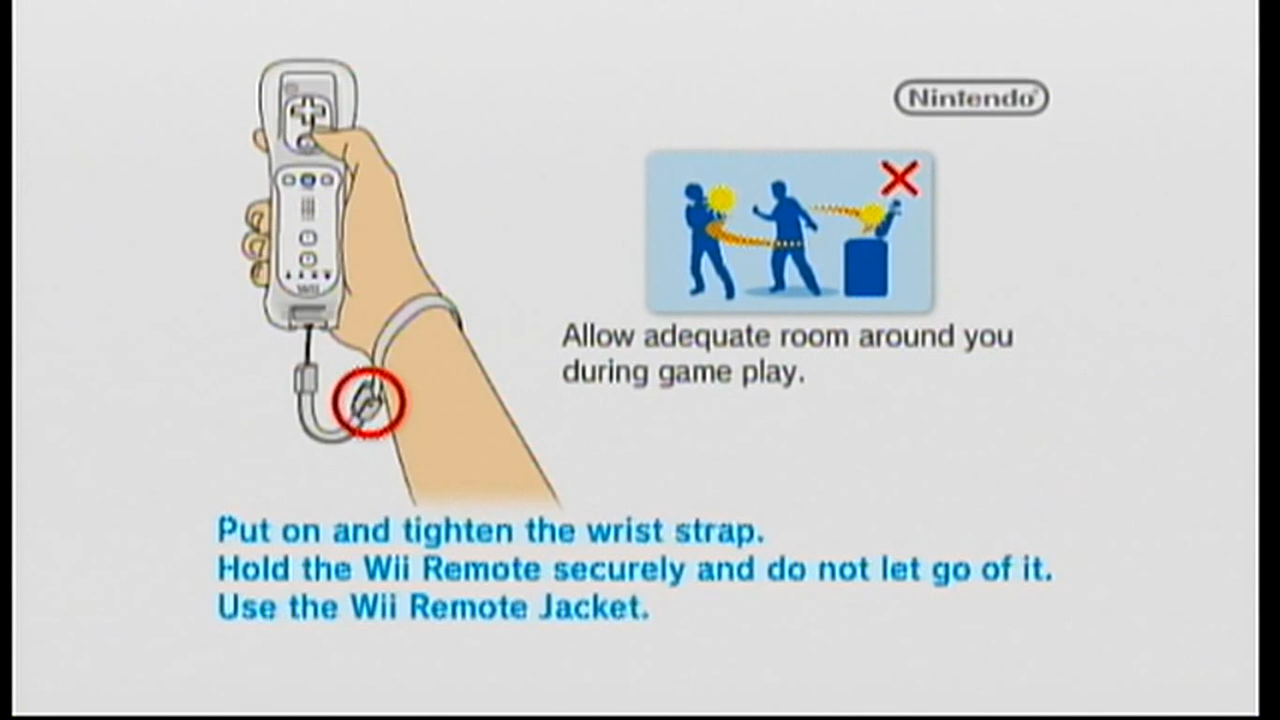 Nintendo
Allow adequate room around you
during game play.
Wii
Put on and tighten the wrist strap.
Hold the Wii Remote securely and do not let go of it.
Use the Wii Remote Jacket.